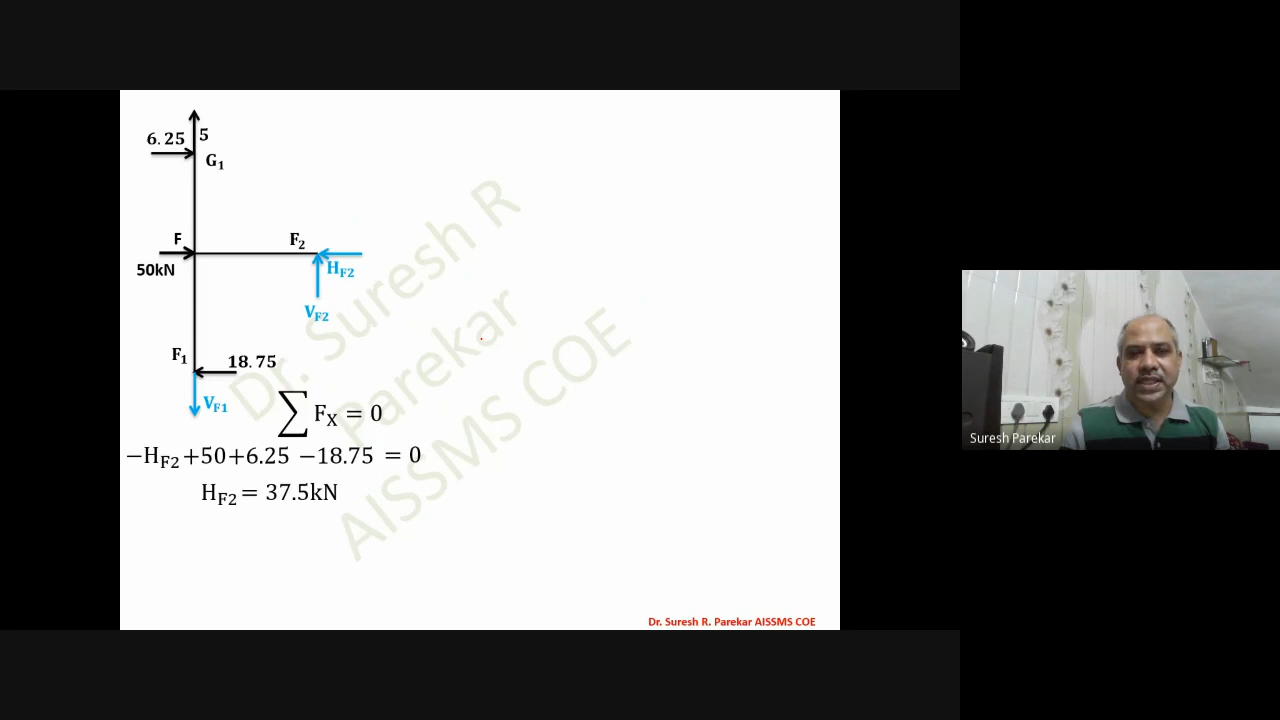 6.25 5
G₁
F
F₂
50kN
H_F2
V_F2
F₁
18.75
V_F1
∑ F_X = 0
−H_F2 +50+6.25 −18.75 = 0
H_F2 = 37.5kN
Dr. Suresh R
Parekar
AISSMS COE
Dr. Suresh R. Parekar AISSMS COE
Suresh Parekar